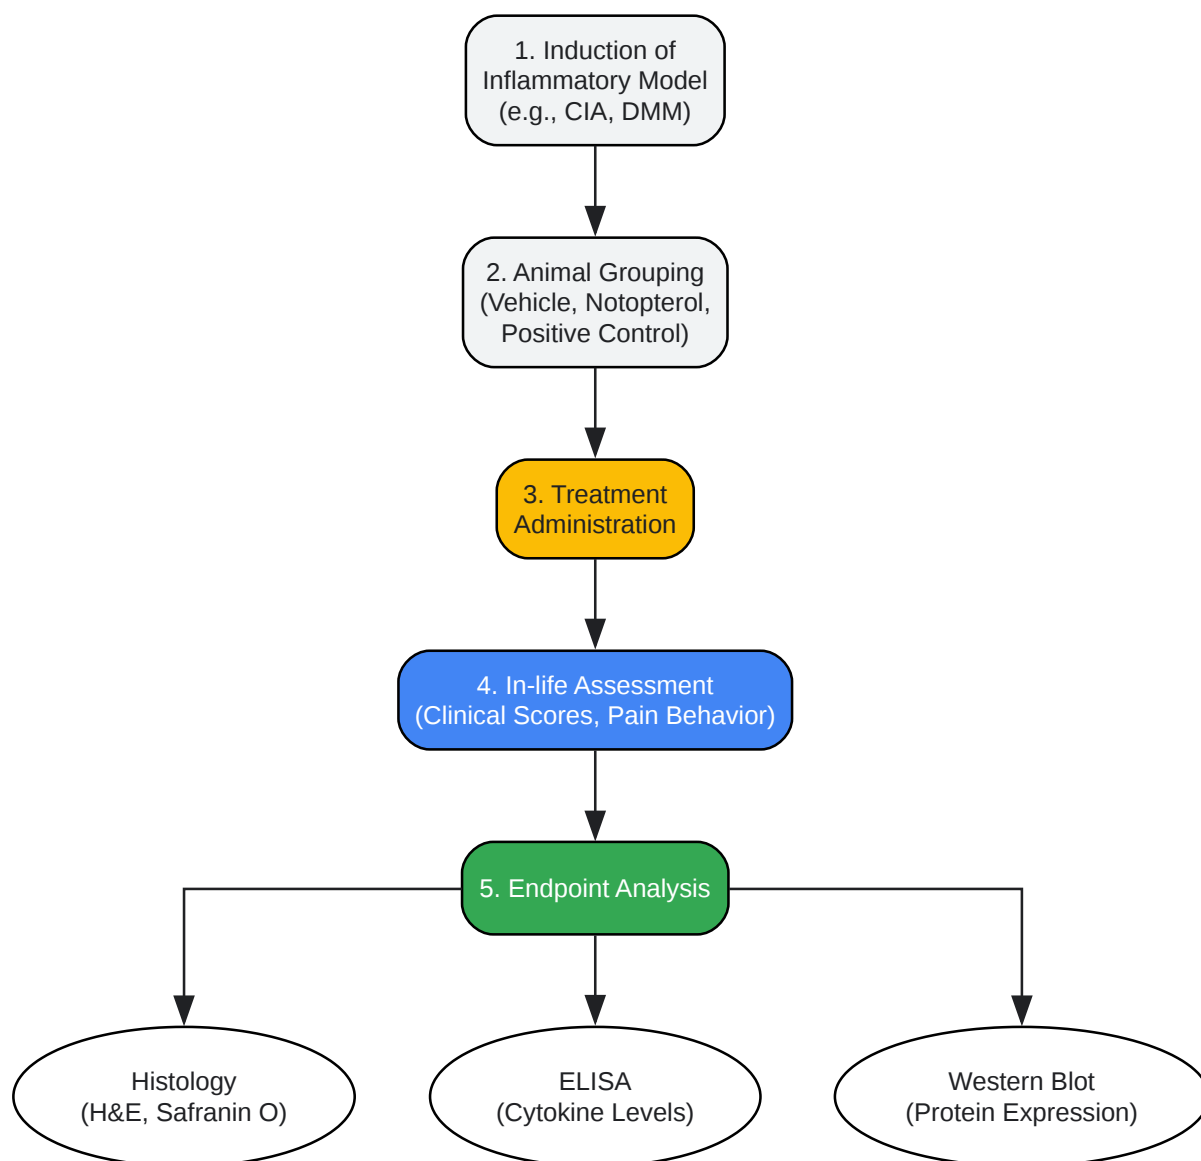 1. Induction of
Inflammatory Model
(e.g., CIA, DMM)
2. Animal Grouping
(Vehicle, Notopterol,
Positive Control)
3. Treatment
Administration
4. In-life Assessment
(Clinical Scores, Pain Behavior)
5. Endpoint Analysis
Histology
(H&E, Safranin O)
ELISA
(Cytokine Levels)
Western Blot
(Protein Expression)